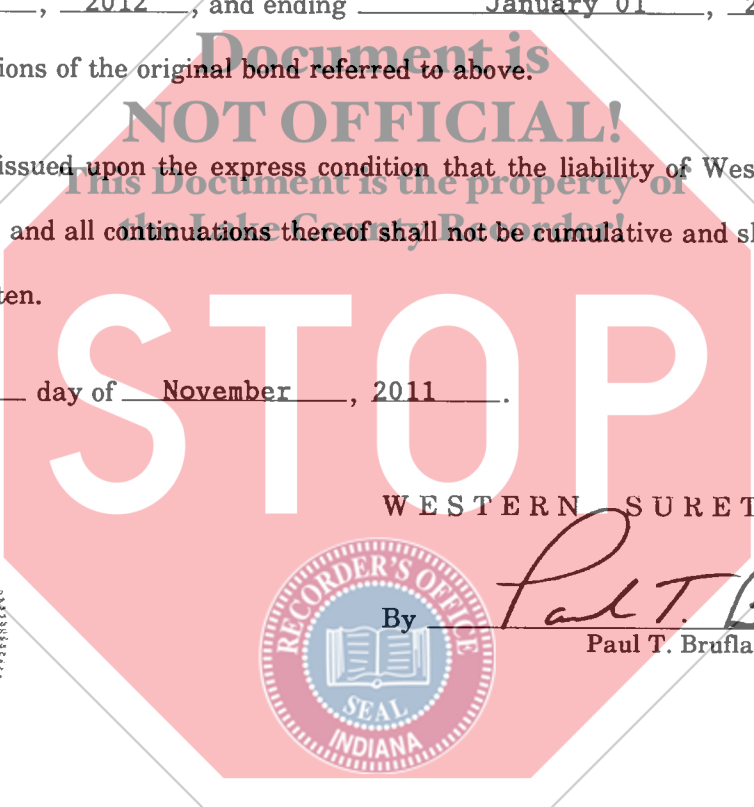 , 2012 , and ending January 01 ,
Document is
ions of the original bond referred to above.
NOT OFFICIAL!
issued upon the express condition that the liability of Wes
This Document is the property of
the Lake County Recorder!
and all continuations thereof shall not be cumulative and s
ten.
STOP
day of November , 2011 .
WESTERN SURET
By Paul T. B
Paul T. Brufla
RECORDER'S OFFICE
SEAL
INDIANA